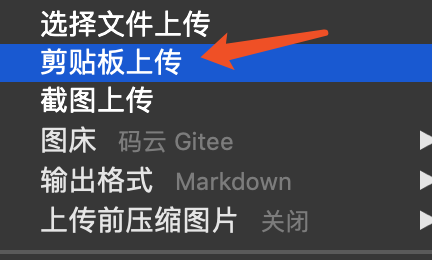 选择文件上传
剪贴板上传
截图上传
图床 码云 Gitee
输出格式 Markdown
上传前压缩图片 关闭